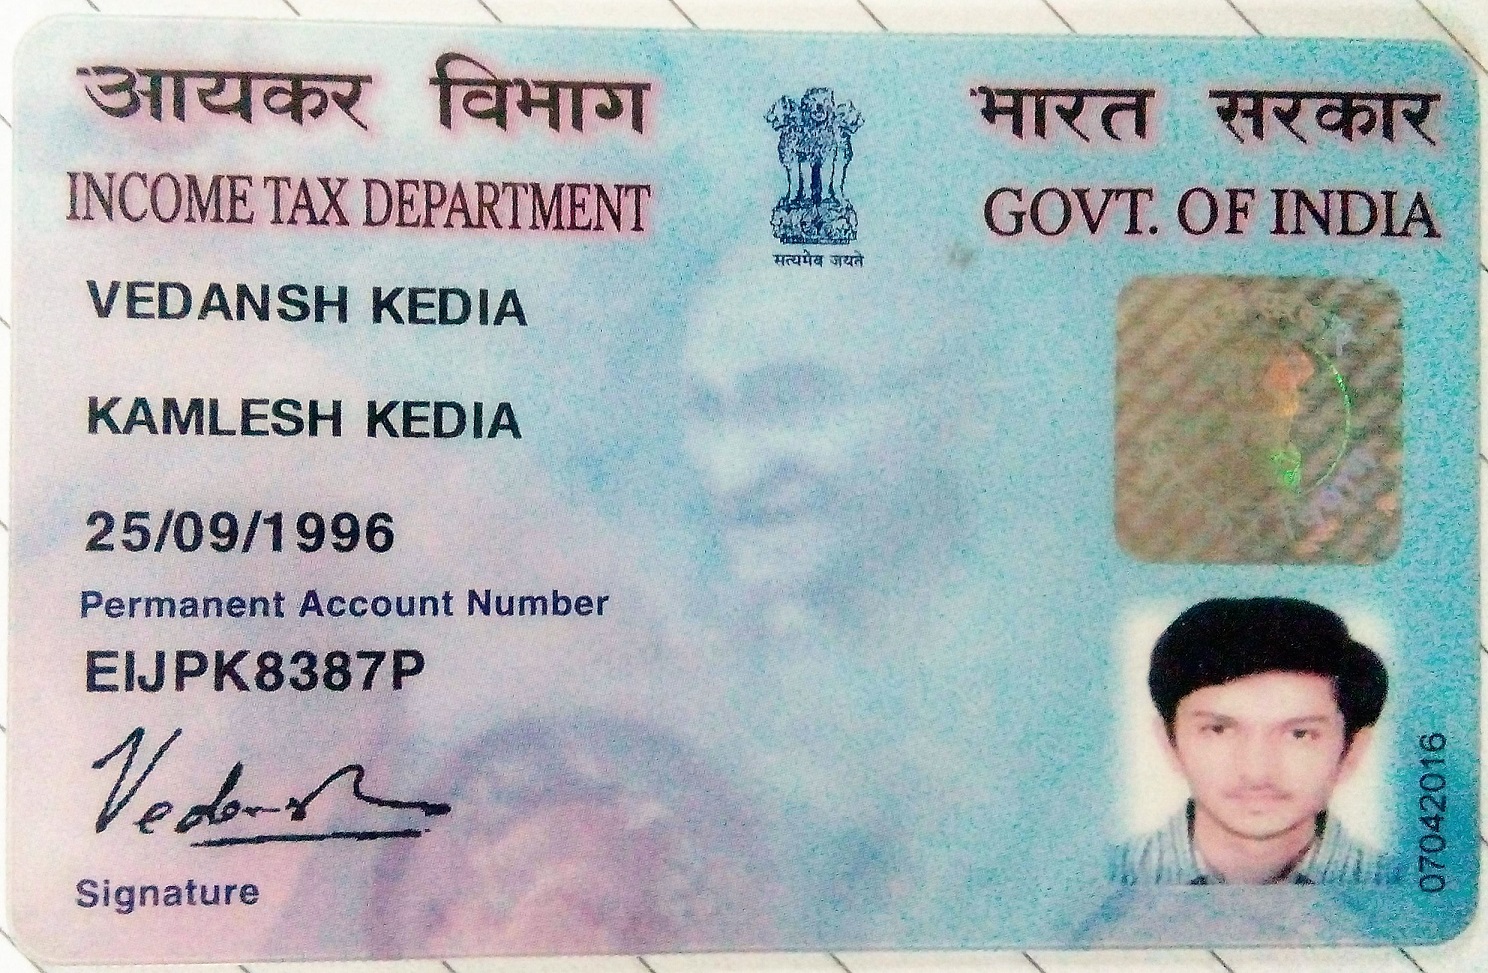 आयकर विभाग
INCOME TAX DEPARTMENT
सत्यमेव जयते
भारत सरकार
GOVT. OF INDIA
VEDANSH KEDIA
KAMLESH KEDIA
25/09/1996
Permanent Account Number
EIJPK8387P
Vedansh
Signature
07042016